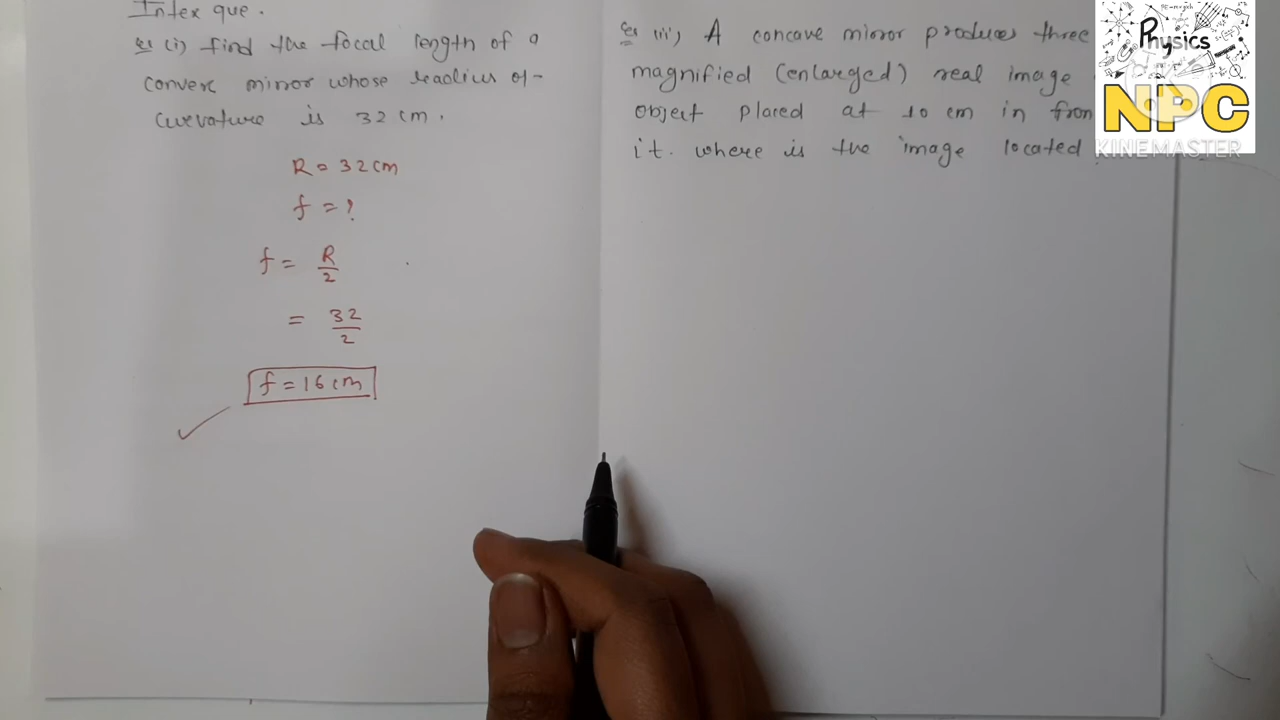 Intex que.
Q (i) find the focal length of a
convex mirror whose readius of
curvature is 32 cm.
R = 32 cm
f = ?
f = R/2
= 32/2
f = 16 cm
Q (ii) A concave mirror produces three
magnified (enlarged) real image
object placed at 10 cm in fron
it. where is the image located
Physics
NPC
KINEMASTER